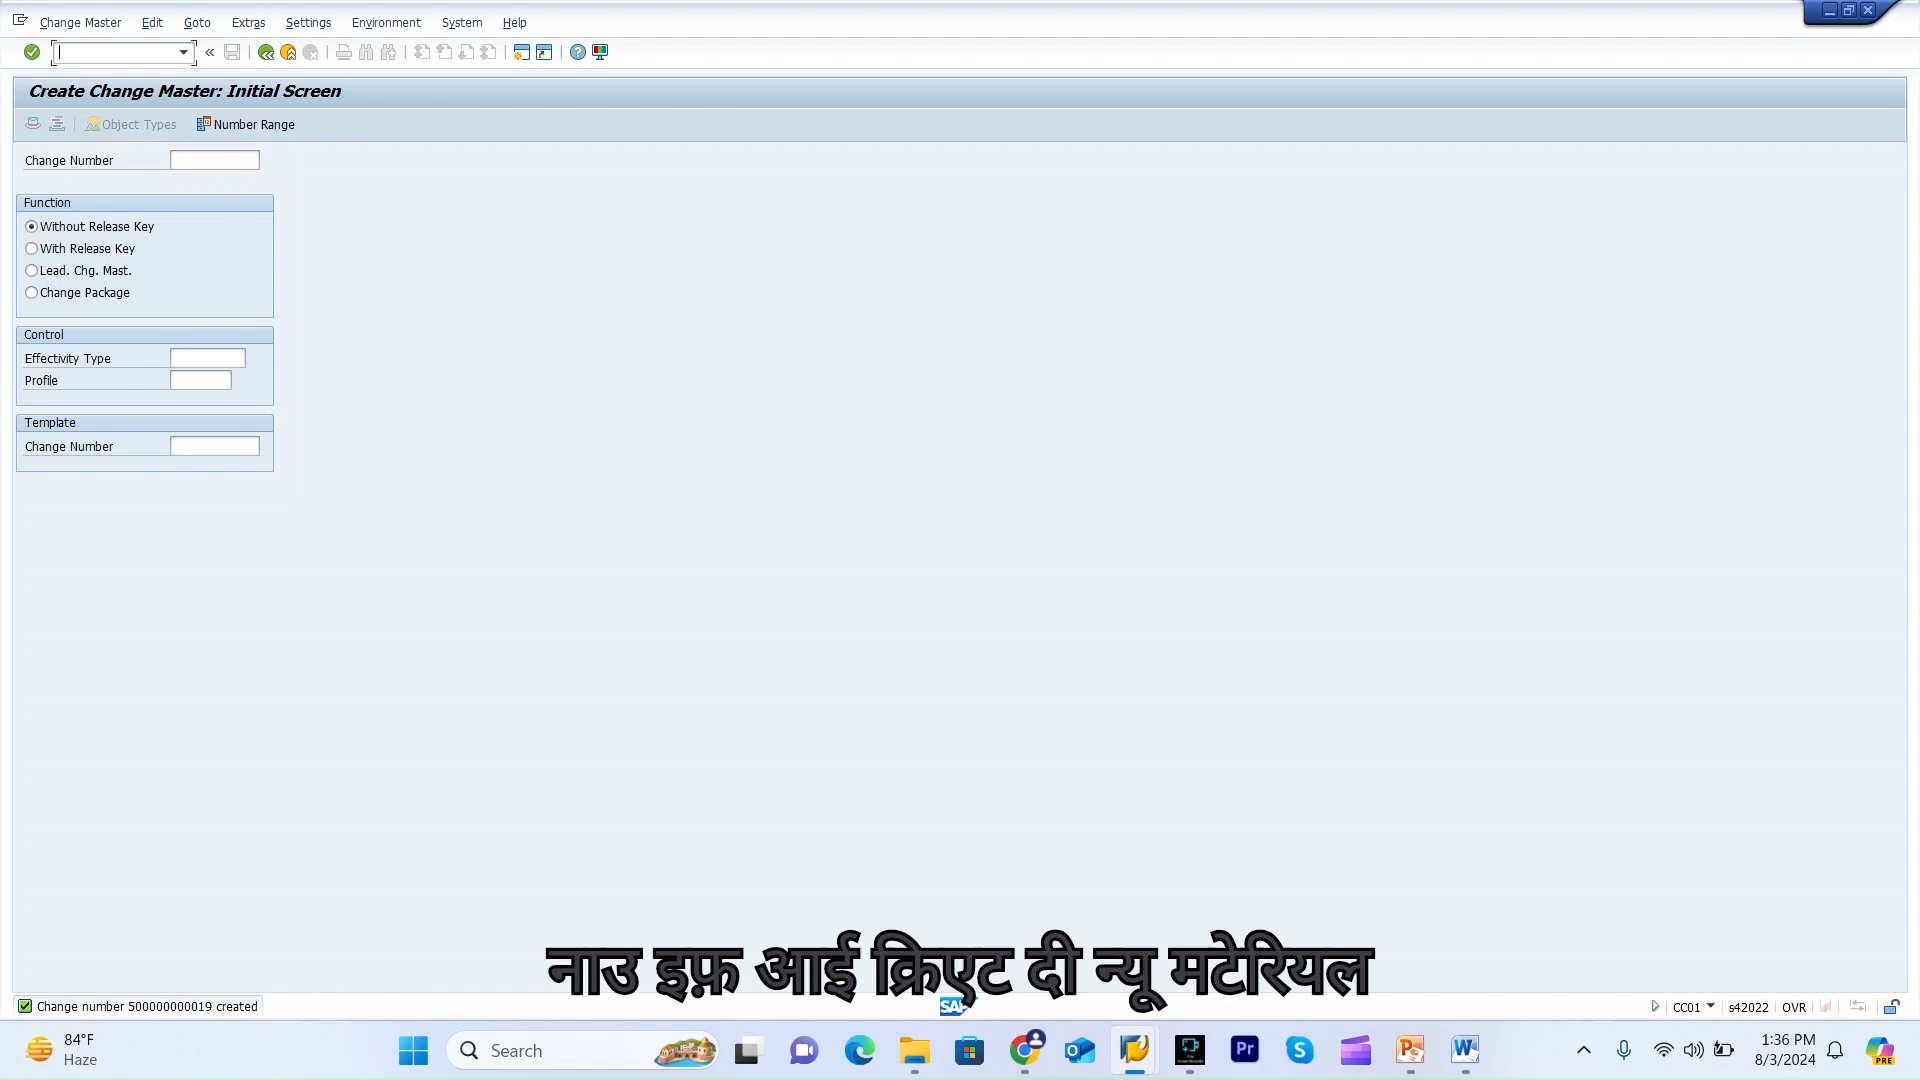 Change Master Edit Goto Extras Settings Environment System Help
Create Change Master: Initial Screen
Object Types Number Range
Change Number
Function
Without Release Key
With Release Key
Lead. Chg. Mast.
Change Package
Control
Effectivity Type
Profile
Template
Change Number
नाउ इफ़ आई क्रिएट दी न्यू मटेरियल
Change number 500000000019 created SAP CC01 s42022 OVR
84°F
Haze
Search
1:36 PM
8/3/2024